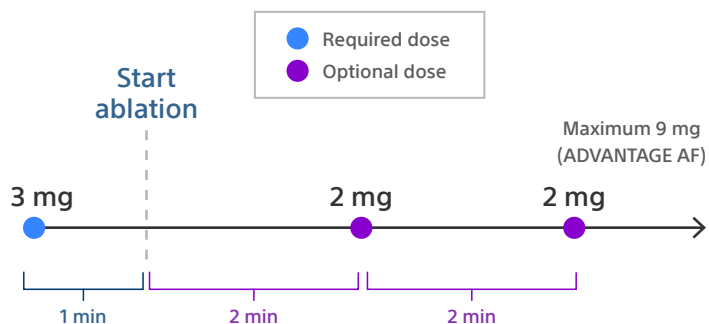 Required dose
Optional dose
Start
ablation
Maximum 9 mg
(ADVANTAGE AF)
3 mg
2 mg
2 mg
1 min
2 min
2 min